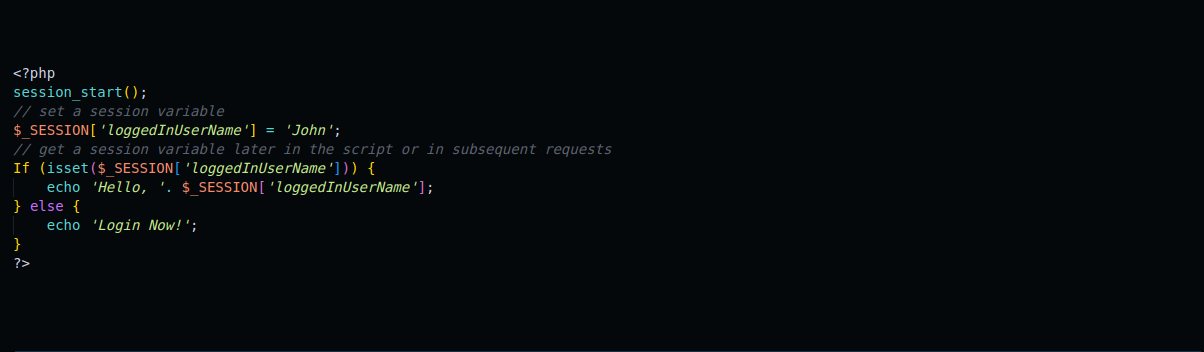 <?php
session_start();
// set a session variable
$_SESSION['loggedInUserName'] = 'John';
// get a session variable later in the script or in subsequent requests
If (isset($_SESSION['loggedInUserName'])) {
    echo 'Hello, '. $_SESSION['loggedInUserName'];
} else {
    echo 'Login Now!';
}
?>